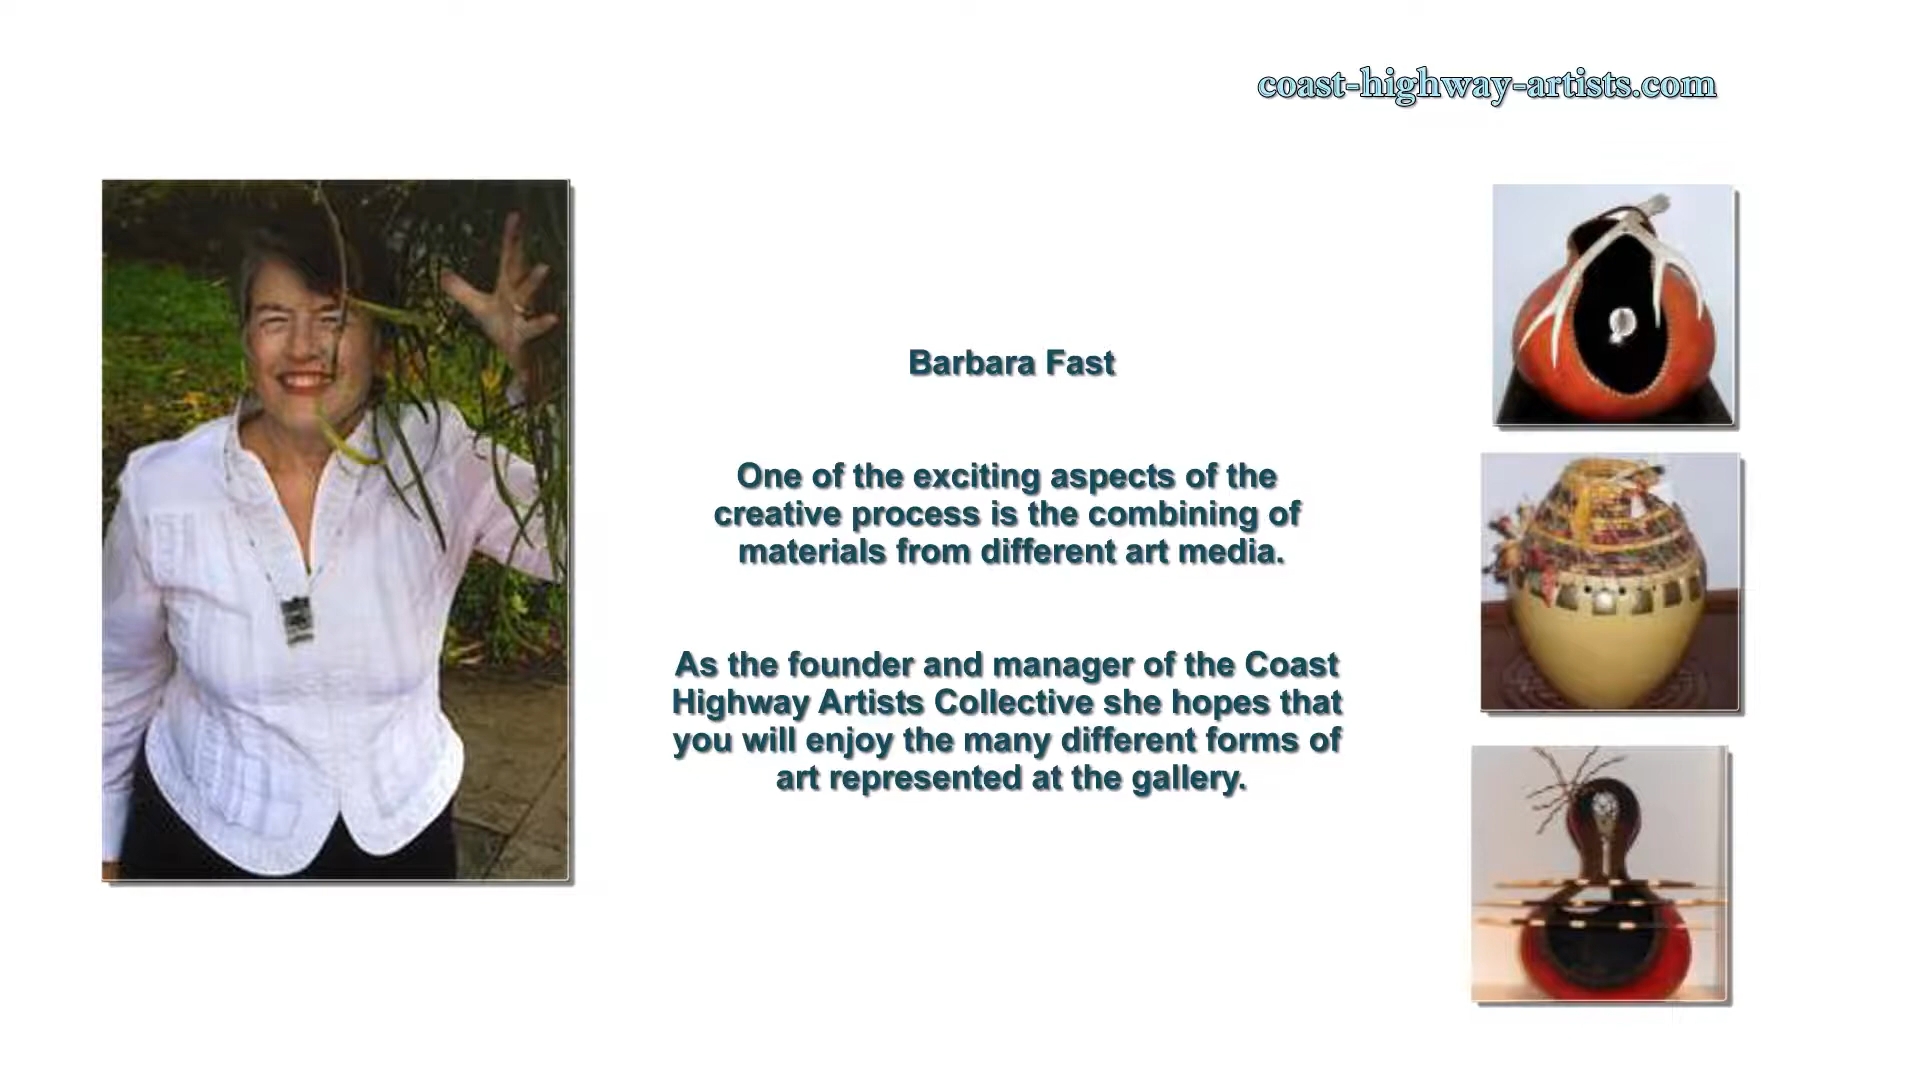 coast-highway-artists.com
Barbara Fast
One of the exciting aspects of the
creative process is the combining of
materials from different art media.
As the founder and manager of the Coast
Highway Artists Collective she hopes that
you will enjoy the many different forms of
art represented at the gallery.